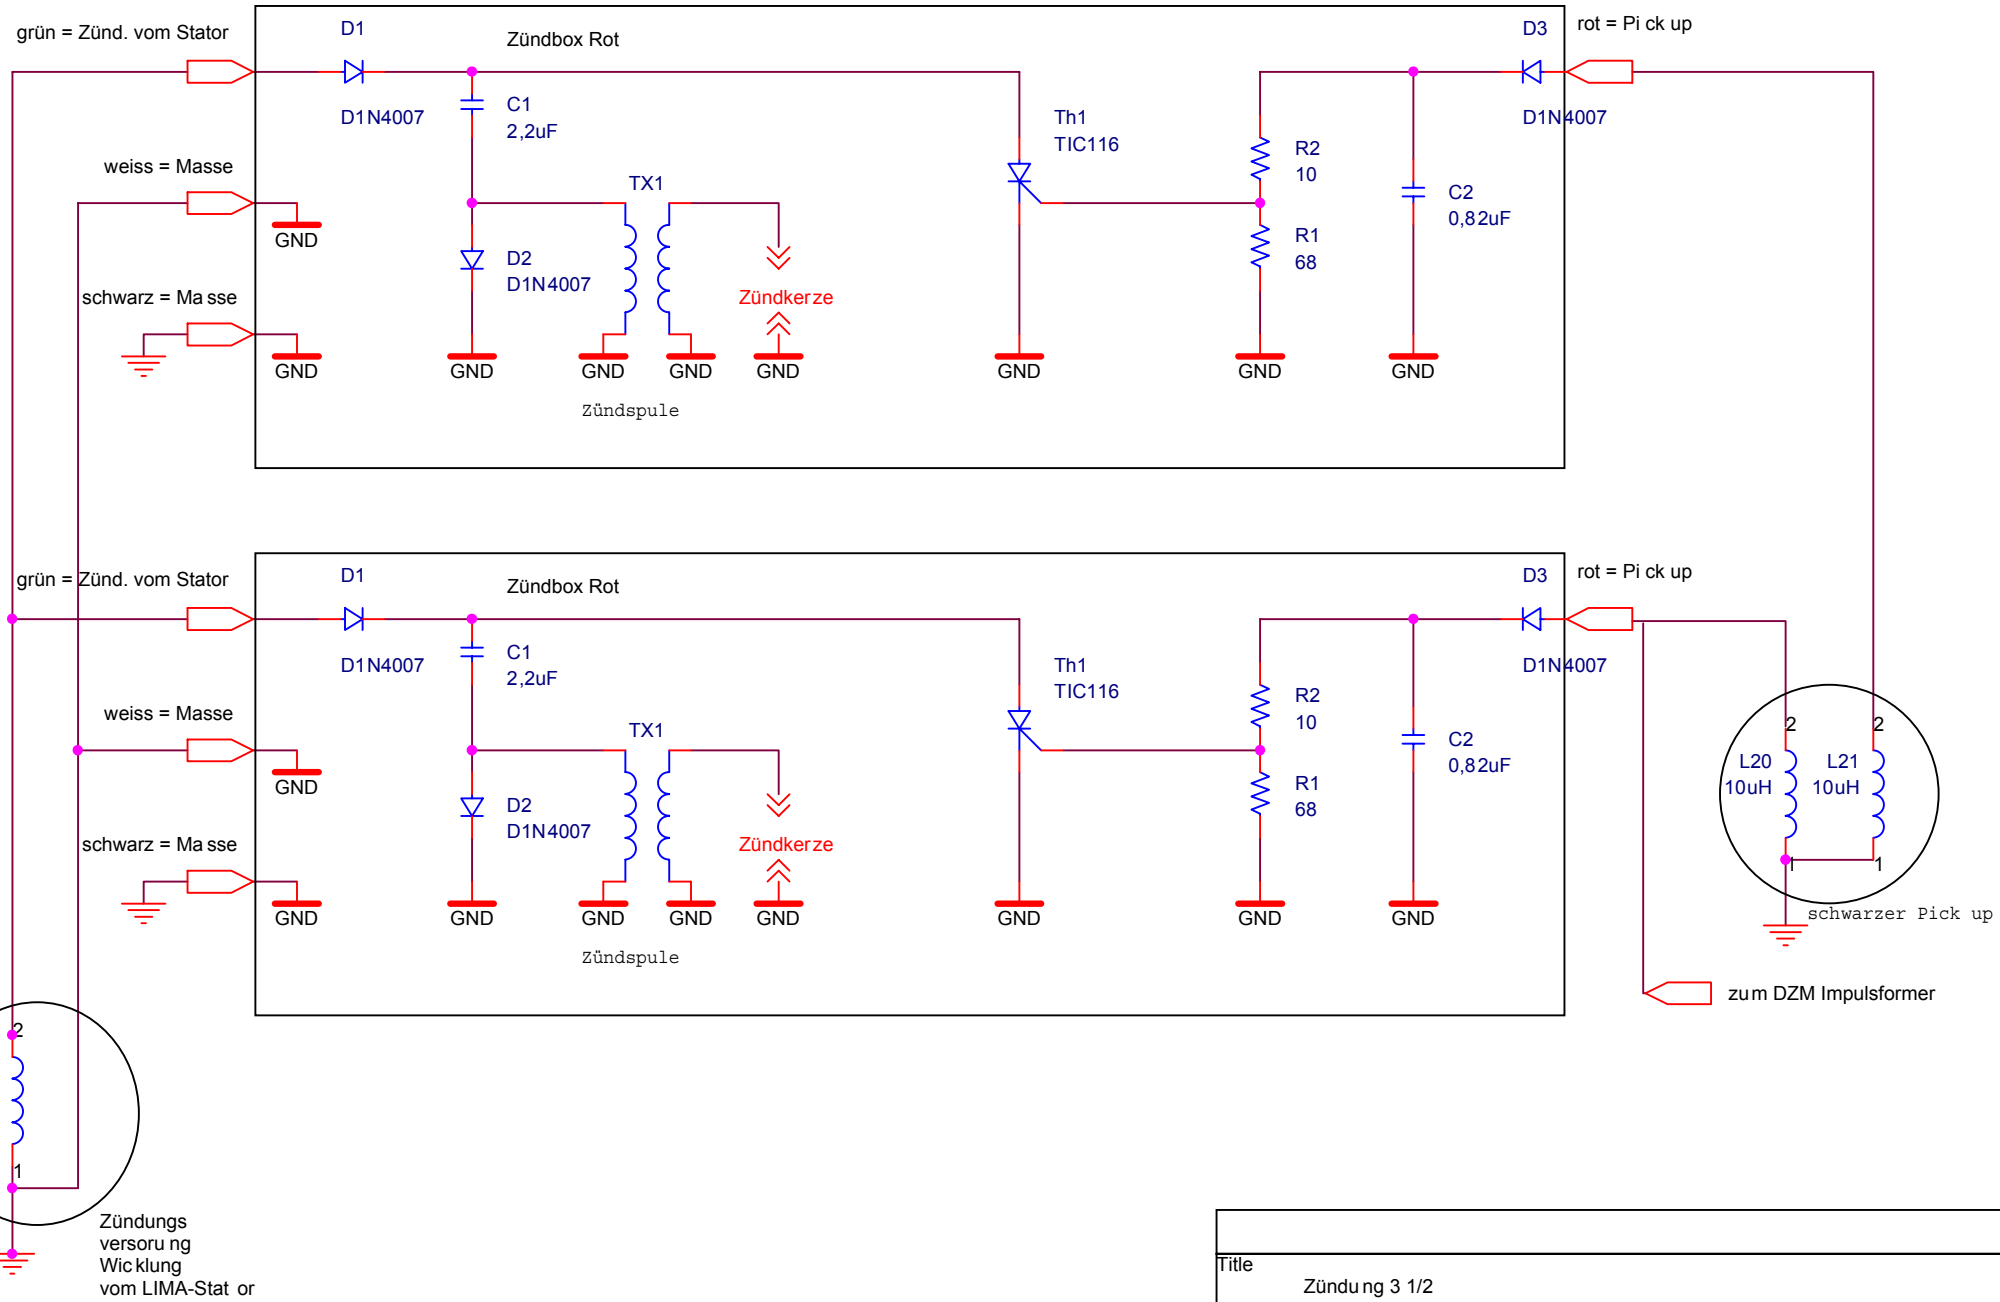 grün = Zünd. vom Stator
D1
Zündbox Rot
D3
rot = Pi ck up
D1N4007
C1
2,2uF
Th1
TIC116
D1N4007
R2
10
weiss = Masse
TX1
C2
0,82uF
GND
D2
D1N4007
R1
68
schwarz = Ma sse
Zündkerze
GND
GND
GND
GND
GND
GND
GND
GND
Zündspule
grün = Zünd. vom Stator
D1
Zündbox Rot
D3
rot = Pi ck up
D1N4007
C1
2,2uF
Th1
TIC116
D1N4007
R2
10
weiss = Masse
TX1
C2
0,82uF
2
2
GND
D2
D1N4007
R1
68
L20
10uH
L21
10uH
schwarz = Ma sse
Zündkerze
1
1
GND
GND
GND
GND
GND
GND
GND
GND
schwarzer Pick up
Zündspule
zum DZM Impulsformer
2
1
Zündungs
versoru ng
Wic klung
vom LIMA-Stat or
Title
Zündu ng 3 1/2